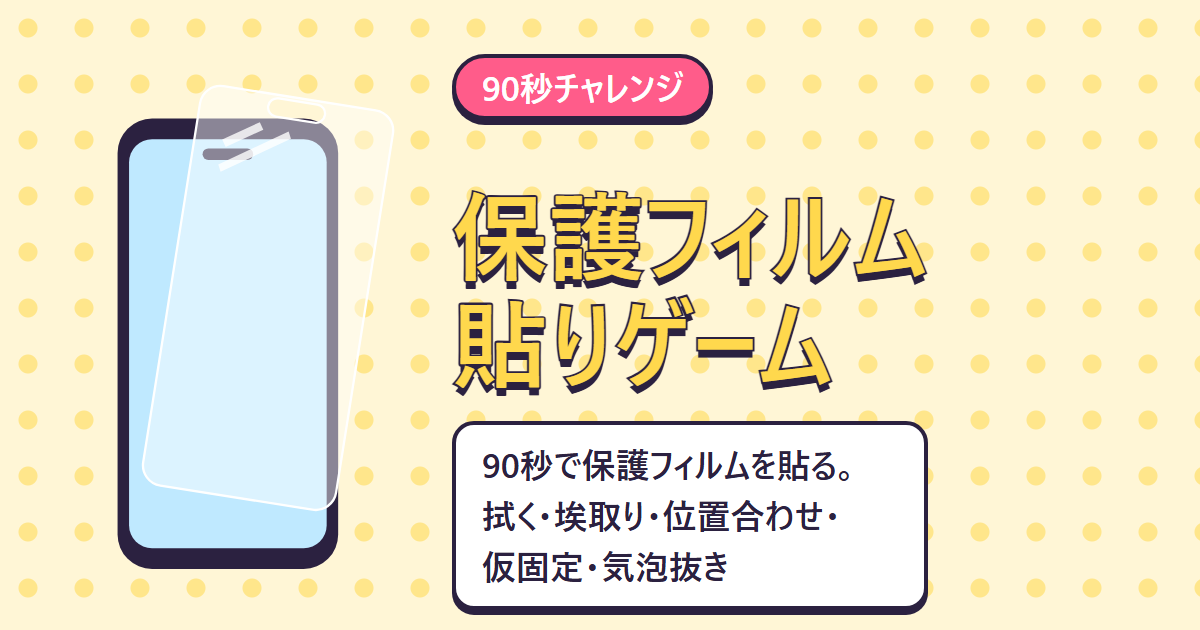 90秒チャレンジ
保護フィルム
貼りゲーム
90秒で保護フィルムを貼る。
拭く・埃取り・位置合わせ・
仮固定・気泡抜き